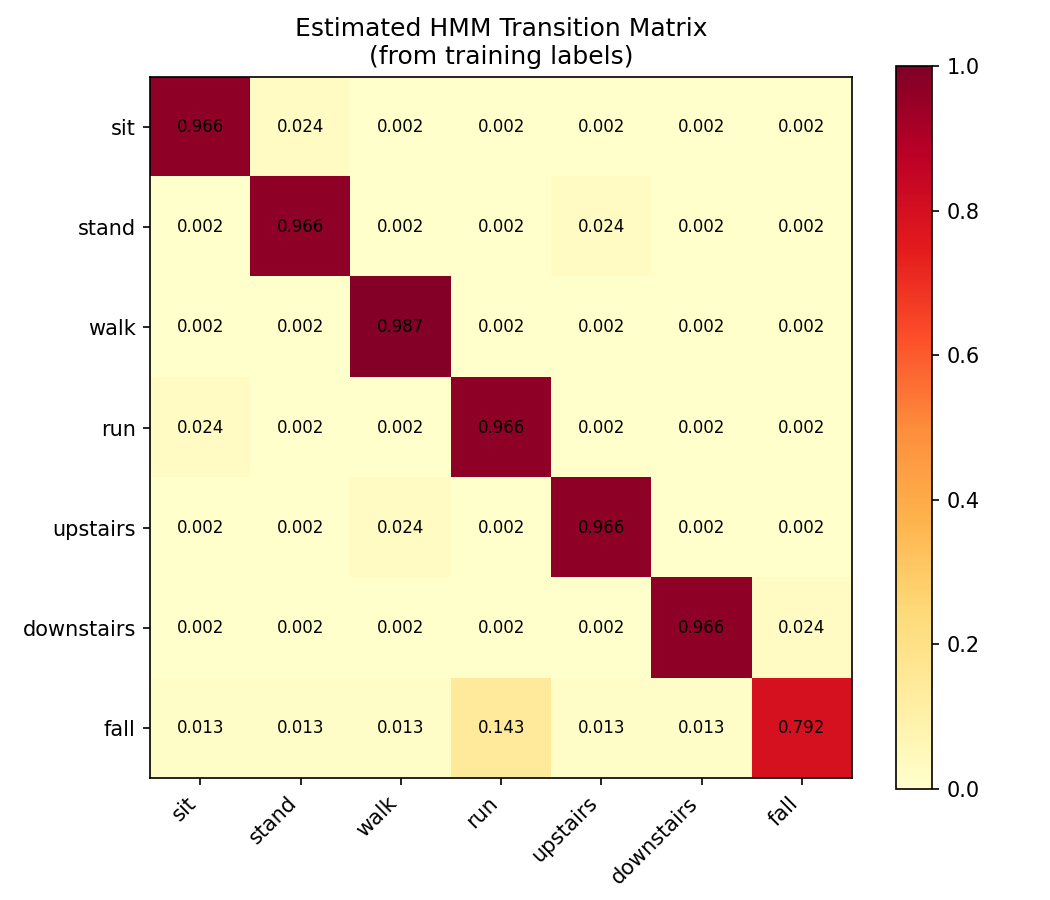 Estimated HMM Transition Matrix
(from training labels)
sit 0.966 0.024 0.002 0.002 0.002 0.002 0.002
stand 0.002 0.966 0.002 0.002 0.024 0.002 0.002
walk 0.002 0.002 0.987 0.002 0.002 0.002 0.002
run 0.024 0.002 0.002 0.966 0.002 0.002 0.002
upstairs 0.002 0.002 0.024 0.002 0.966 0.002 0.002
downstairs 0.002 0.002 0.002 0.002 0.002 0.966 0.024
fall 0.013 0.013 0.013 0.143 0.013 0.013 0.792
sit stand walk run upstairs downstairs fall
1.0
0.8
0.6
0.4
0.2
0.0